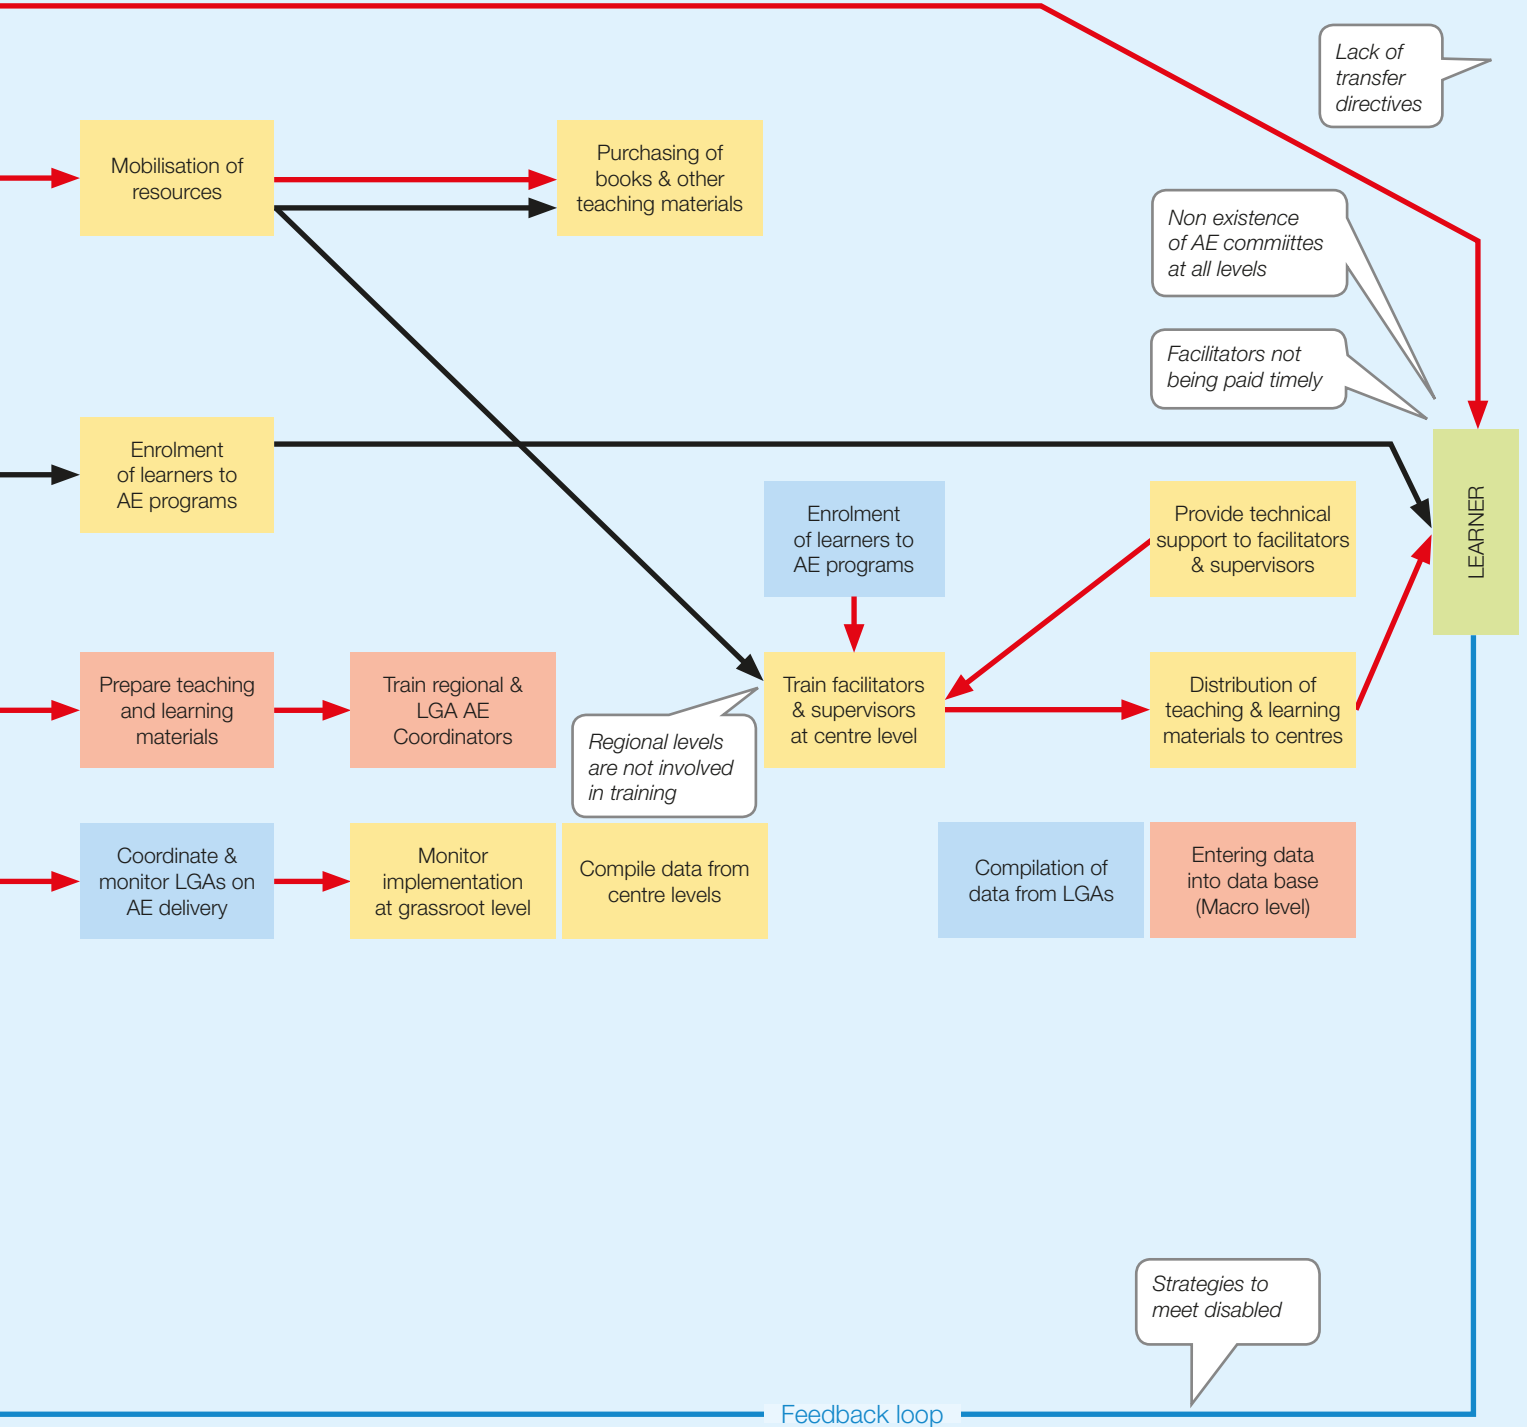 Lack of
transfer
directives
Mobilisation of
resources
Purchasing of
books & other
teaching materials
Non existence
of AE commiittes
at all levels
Facilitators not
being paid timely
Enrolment
of learners to
AE programs
Enrolment
of learners to
AE programs
Provide technical
support to facilitators
& supervisors
LEARNER
Prepare teaching
and learning
materials
Train regional &
LGA AE
Coordinators
Regional levels
are not involved
in training
Train facilitators
& supervisors
at centre level
Distribution of
teaching & learning
materials to centres
Coordinate &
monitor LGAs on
AE delivery
Monitor
implementation
at grassroot level
Compile data from
centre levels
Compilation of
data from LGAs
Entering data
into data base
(Macro level)
Strategies to
meet disabled
Feedback loop